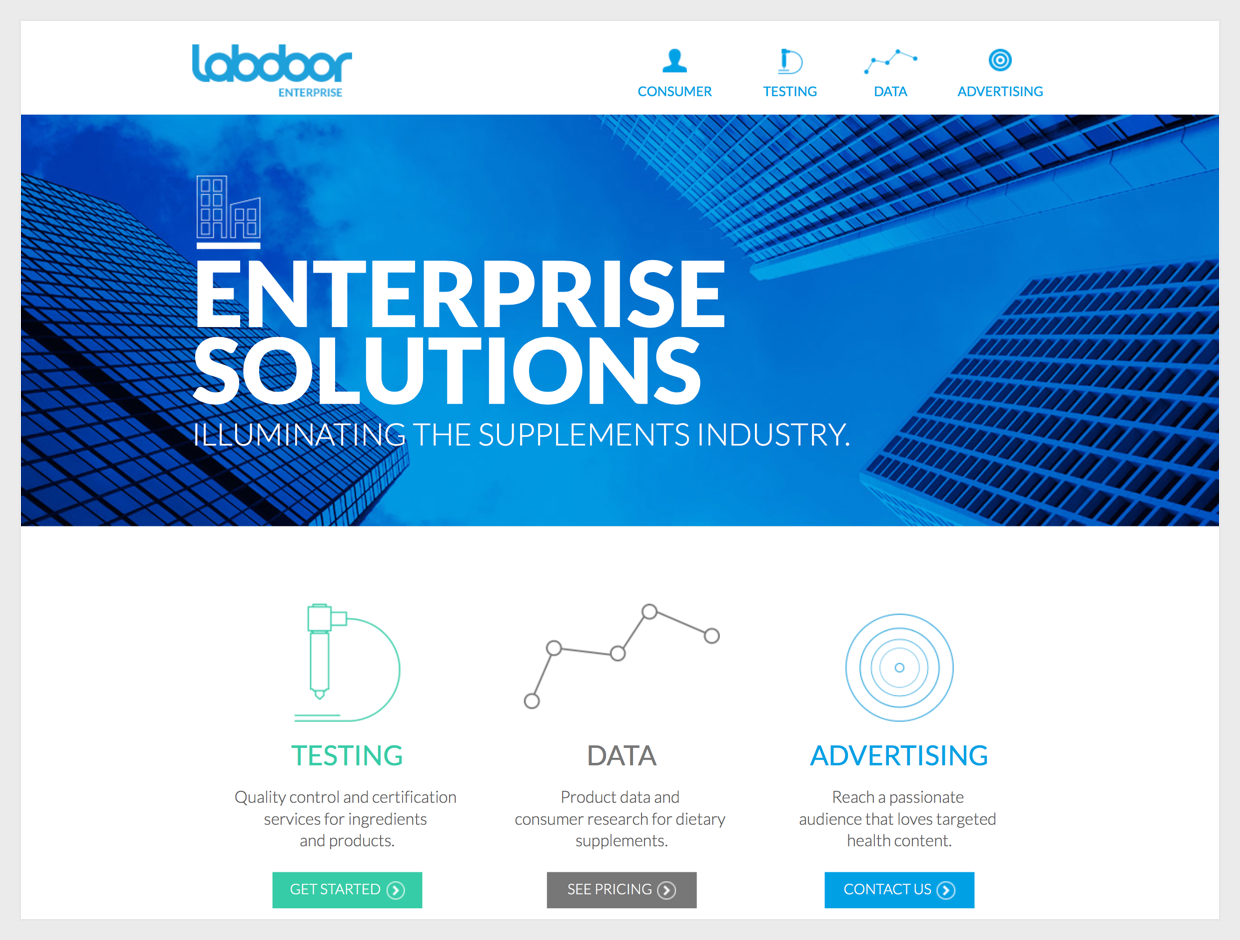 labdoor
ENTERPRISE
CONSUMER
TESTING
DATA
ADVERTISING
ENTERPRISE
SOLUTIONS
ILLUMINATING THE SUPPLEMENTS INDUSTRY.
TESTING
Quality control and certification
services for ingredients
and products.
GET STARTED
DATA
Product data and
consumer research for dietary
supplements.
SEE PRICING
ADVERTISING
Reach a passionate
audience that loves targeted
health content.
CONTACT US